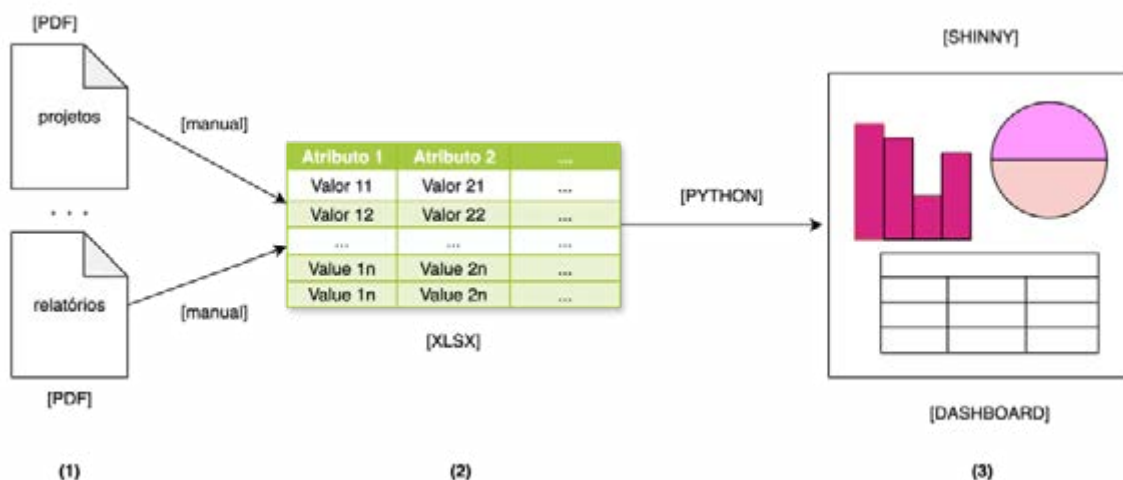 [PDF]
projetos
[manual]
. . .
relatórios
[manual]
[PDF]
Atributo 1 Atributo 2 ...
Valor 11 Valor 21 ...
Valor 12 Valor 22 ...
... ... ...
Value 1n Value 2n ...
Value 1n Value 2n ...
[XLSX]
[PYTHON]
[SHINNY]
[DASHBOARD]
(1) (2) (3)